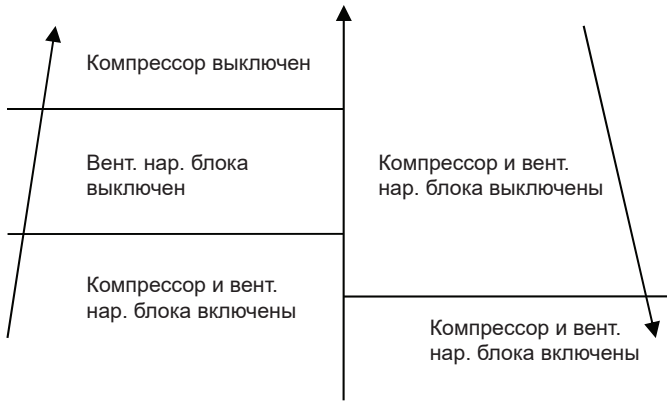 Компрессор выключен
Вент. нар. блока
выключен
Компрессор и вент.
нар. блока включены
Компрессор и вент.
нар. блока выключены
Компрессор и вент.
нар. блока включены